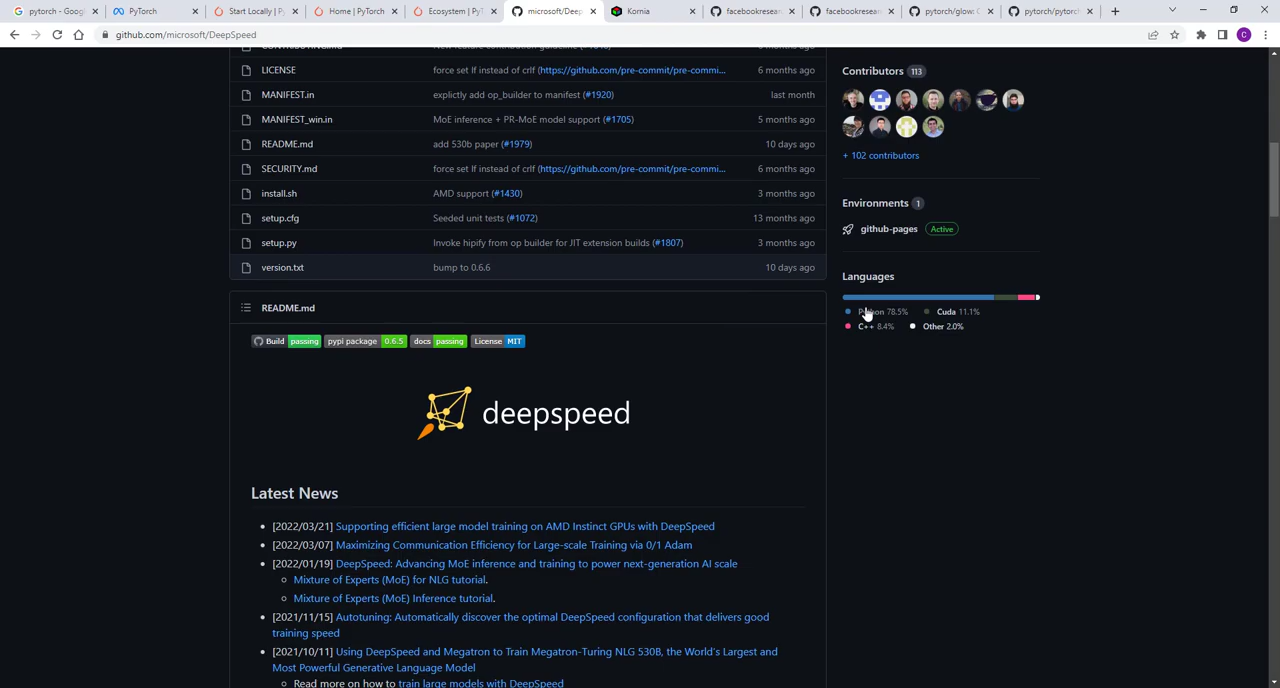 pytorch - Goog
PyTorch
Start Locally | Py
Home | PyTorch
Ecosystem | PyT
microsoft/Deep
Kornia
facebookresear
facebookresear
pytorch/glow: C
pytorch/pytorch
github.com/microsoft/DeepSpeed
C
LICENSE force set lf instead of crlf (https://github.com/pre-commit/pre-commi... 6 months ago
MANIFEST.in explictly add op_builder to manifest (#1920) last month
MANIFEST_win.in MoE inference + PR-MoE model support (#1705) 5 months ago
README.md add 530b paper (#1979) 10 days ago
SECURITY.md force set lf instead of crlf (https://github.com/pre-commit/pre-commi... 6 months ago
install.sh AMD support (#1430) 3 months ago
setup.cfg Seeded unit tests (#1072) 13 months ago
setup.py Invoke hipify from op builder for JIT extension builds (#1807) 3 months ago
version.txt bump to 0.6.6 10 days ago
README.md
Build passing pypi package 0.6.5 docs passing License MIT
deepspeed
Latest News
[2022/03/21] Supporting efficient large model training on AMD Instinct GPUs with DeepSpeed
[2022/03/07] Maximizing Communication Efficiency for Large-scale Training via 0/1 Adam
[2022/01/19] DeepSpeed: Advancing MoE inference and training to power next-generation AI scale
Mixture of Experts (MoE) for NLG tutorial.
Mixture of Experts (MoE) Inference tutorial.
[2021/11/15] Autotuning: Automatically discover the optimal DeepSpeed configuration that delivers good
training speed
[2021/10/11] Using DeepSpeed and Megatron to Train Megatron-Turing NLG 530B, the World's Largest and
Most Powerful Generative Language Model
Read more on how to train large models with DeepSpeed
Contributors 113
+ 102 contributors
Environments 1
github-pages Active
Languages
Python 78.5% Cuda 11.1%
C++ 8.4% Other 2.0%